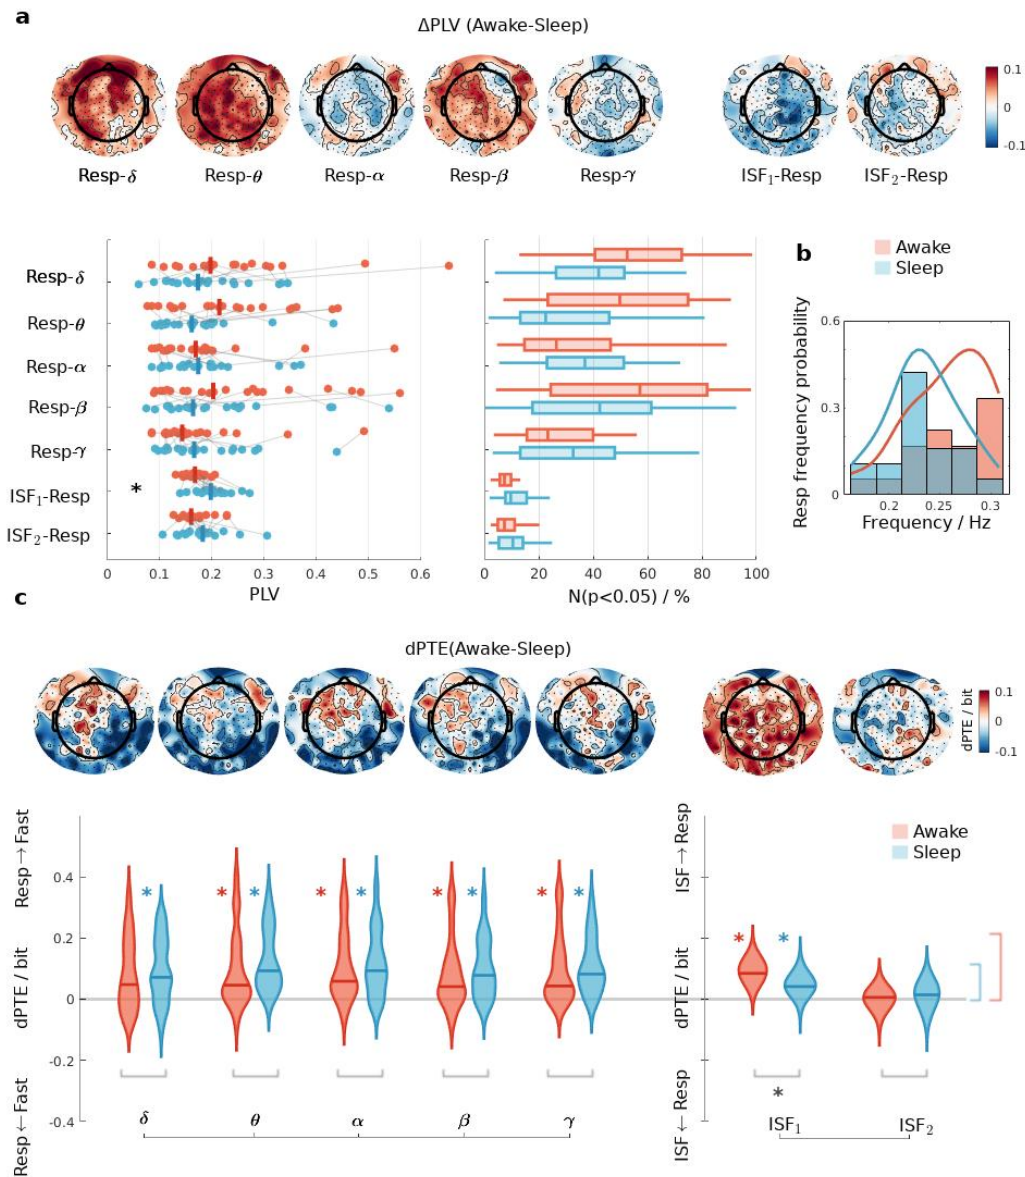 a
ΔPLV (Awake-Sleep)
0.1
0
-0.1
Resp-δ Resp-θ Resp-α Resp-β Resp-γ ISF₁-Resp ISF₂-Resp
Resp-δ
Resp-θ
Resp-α
Resp-β
Resp-γ
* ISF₁-Resp
ISF₂-Resp
0 0.1 0.2 0.3 0.4 0.5 0.6
PLV
0 20 40 60 80 100
N(p<0.05) / %
b
Awake
Sleep
Resp frequency probability
0.6
0.3
0
0.2 0.25 0.3
Frequency / Hz
c
dPTE(Awake-Sleep)
dPTE / bit
0.1
0
-0.1
Resp→Fast
dPTE / bit
Resp←Fast
0.4
0.2
0
-0.2
-0.4
* * * * * * * * *
δ θ α β γ
ISF→Resp
dPTE / bit
ISF←Resp
Awake
Sleep
* *
*
ISF₁ ISF₂